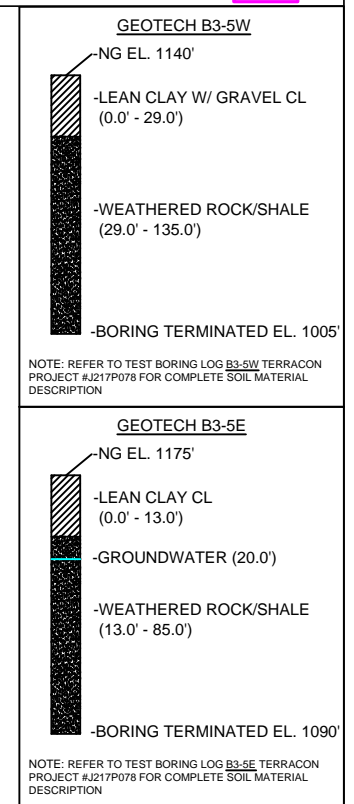 GEOTECH B3-5W
-NG EL. 1140'
-LEAN CLAY W/ GRAVEL CL
(0.0' - 29.0')
-WEATHERED ROCK/SHALE
(29.0' - 135.0')
-BORING TERMINATED EL. 1005'
NOTE: REFER TO TEST BORING LOG B3-5W TERRACON
PROJECT #J217P078 FOR COMPLETE SOIL MATERIAL
DESCRIPTION
GEOTECH B3-5E
-NG EL. 1175'
-LEAN CLAY CL
(0.0' - 13.0')
-GROUNDWATER (20.0')
-WEATHERED ROCK/SHALE
(13.0' - 85.0')
-BORING TERMINATED EL. 1090'
NOTE: REFER TO TEST BORING LOG B3-5E TERRACON
PROJECT #J217P078 FOR COMPLETE SOIL MATERIAL
DESCRIPTION